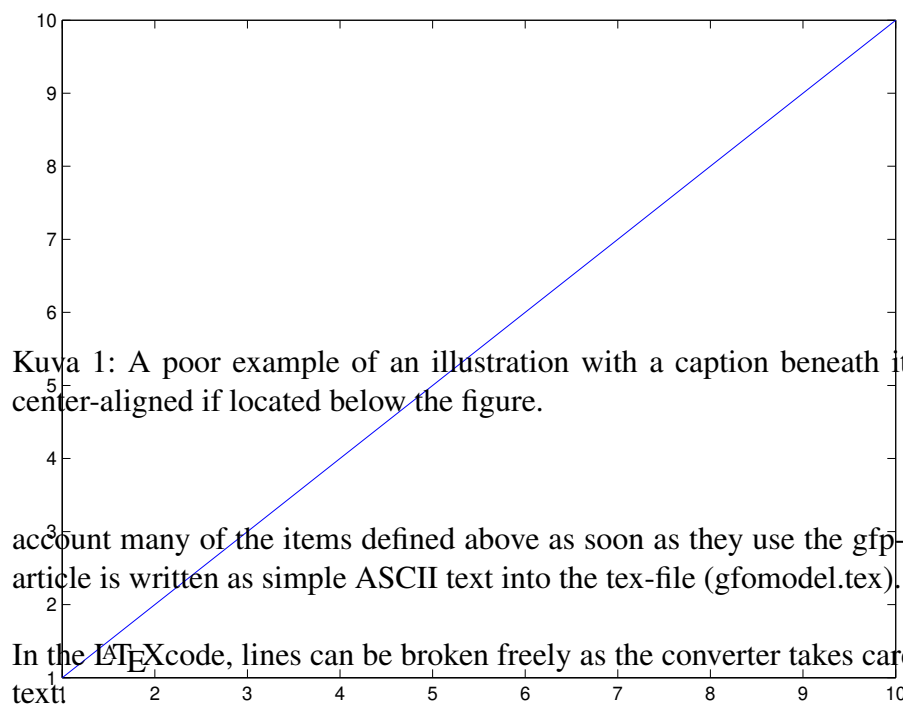 10
9
8
7
6
Kuva 1: A poor example of an illustration with a caption beneath it
5
center-aligned if located below the figure.
4
3
account many of the items defined above as soon as they use the gfp-
article is written as simple ASCII text into the tex-file (gfomodel.tex).
2
In the LATEXcode, lines can be broken freely as the converter takes care
1
text.
2 3 4 5 6 7 8 9 10